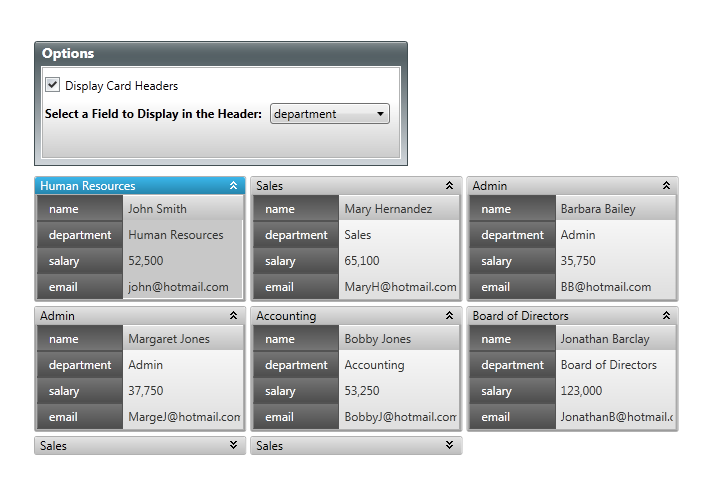 Options
Display Card Headers
Select a Field to Display in the Header: department
Human Resources
name John Smith
department Human Resources
salary 52,500
email john@hotmail.com
Sales
name Mary Hernandez
department Sales
salary 65,100
email MaryH@hotmail.com
Admin
name Barbara Bailey
department Admin
salary 35,750
email BB@hotmail.com
Admin
name Margaret Jones
department Admin
salary 37,750
email MargeJ@hotmail.com
Accounting
name Bobby Jones
department Accounting
salary 53,250
email BobbyJ@hotmail.com
Board of Directors
name Jonathan Barclay
department Board of Directors
salary 123,000
email JonathanB@hotmail.c
Sales
Sales